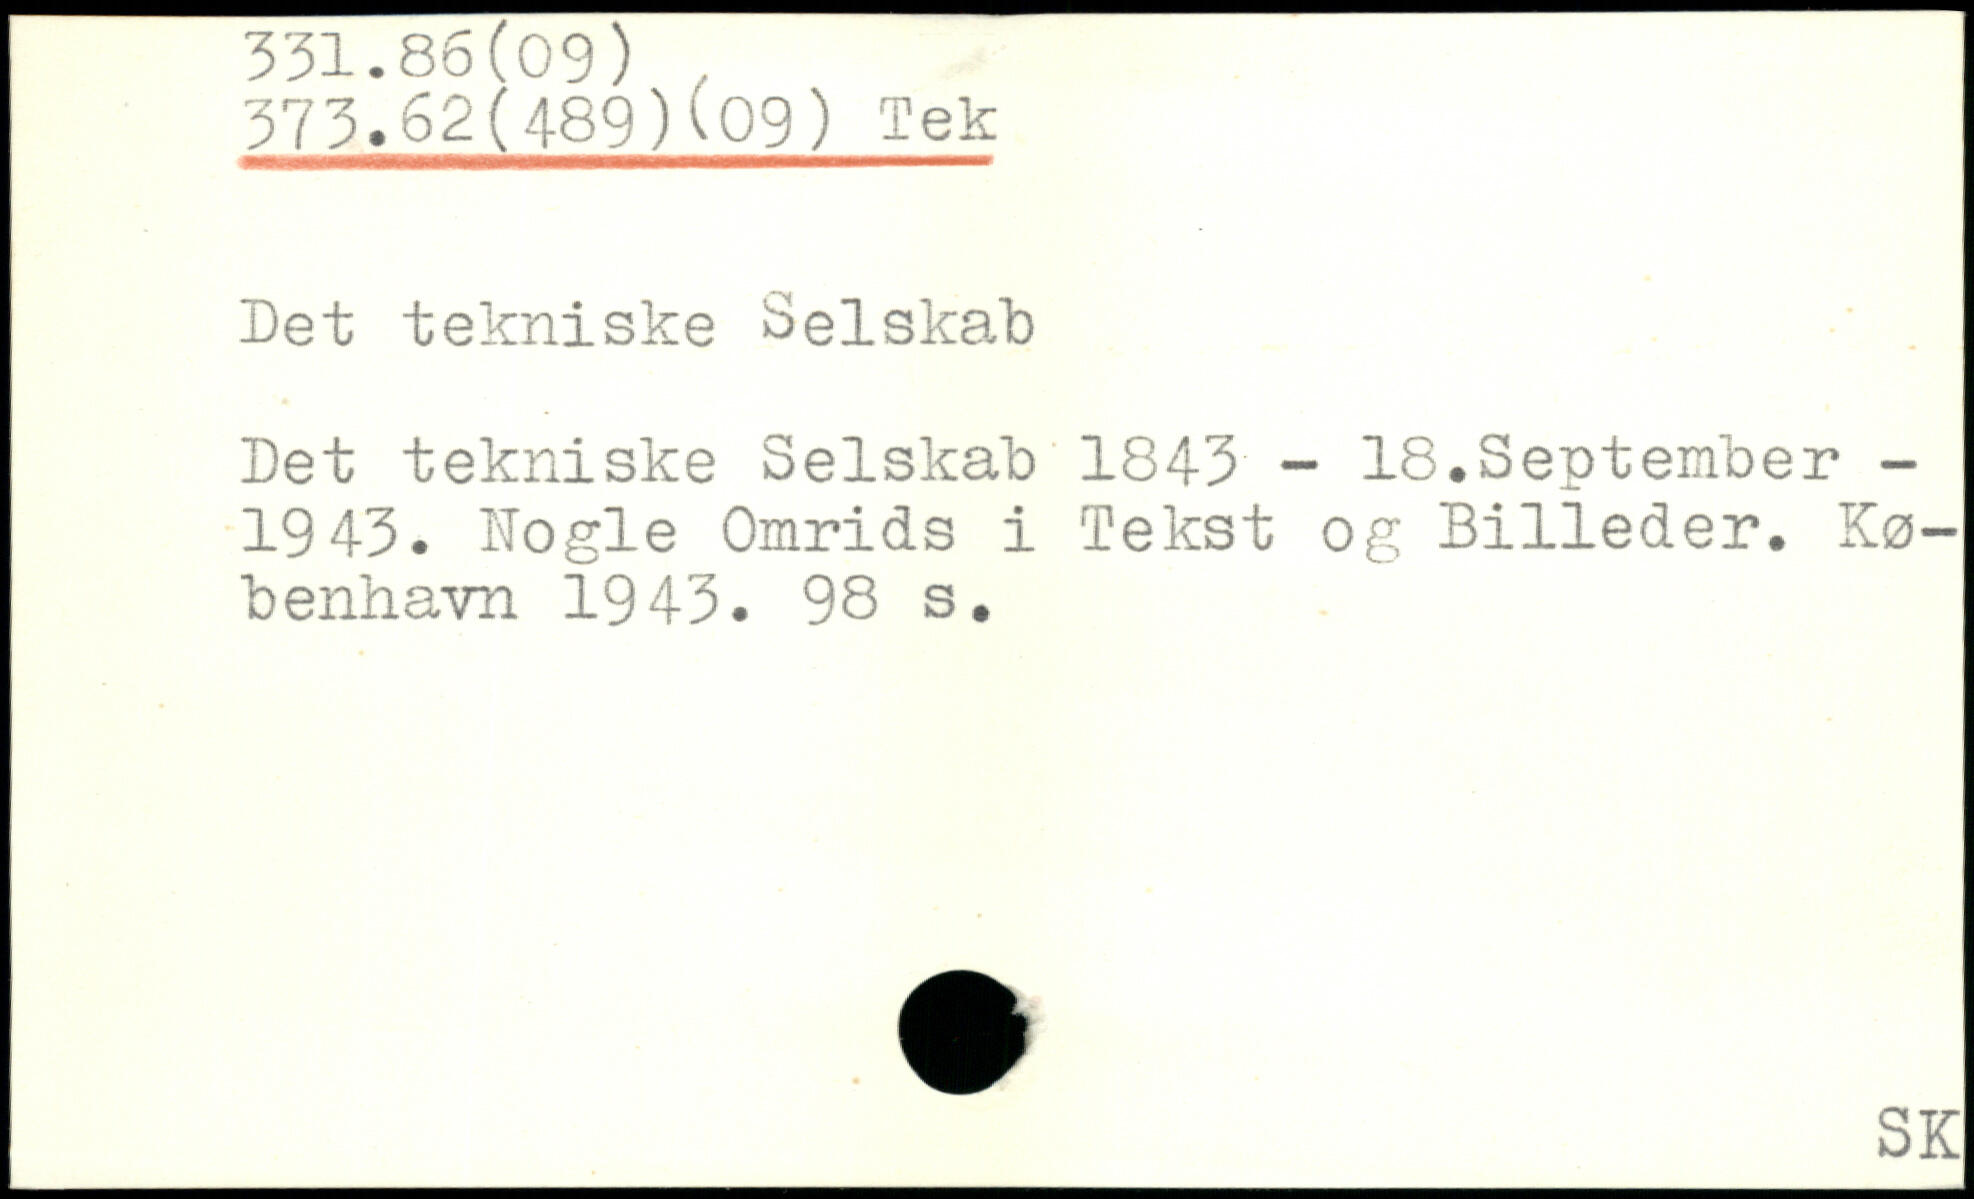 331.86(09)
373.62(489)(09) Tek
Det tekniske Selskab
Det tekniske Selskab 1843 - 18.September -
1943. Nogle Omrids i Tekst og Billeder. Kø-
benhavn 1943. 98 s.
SK